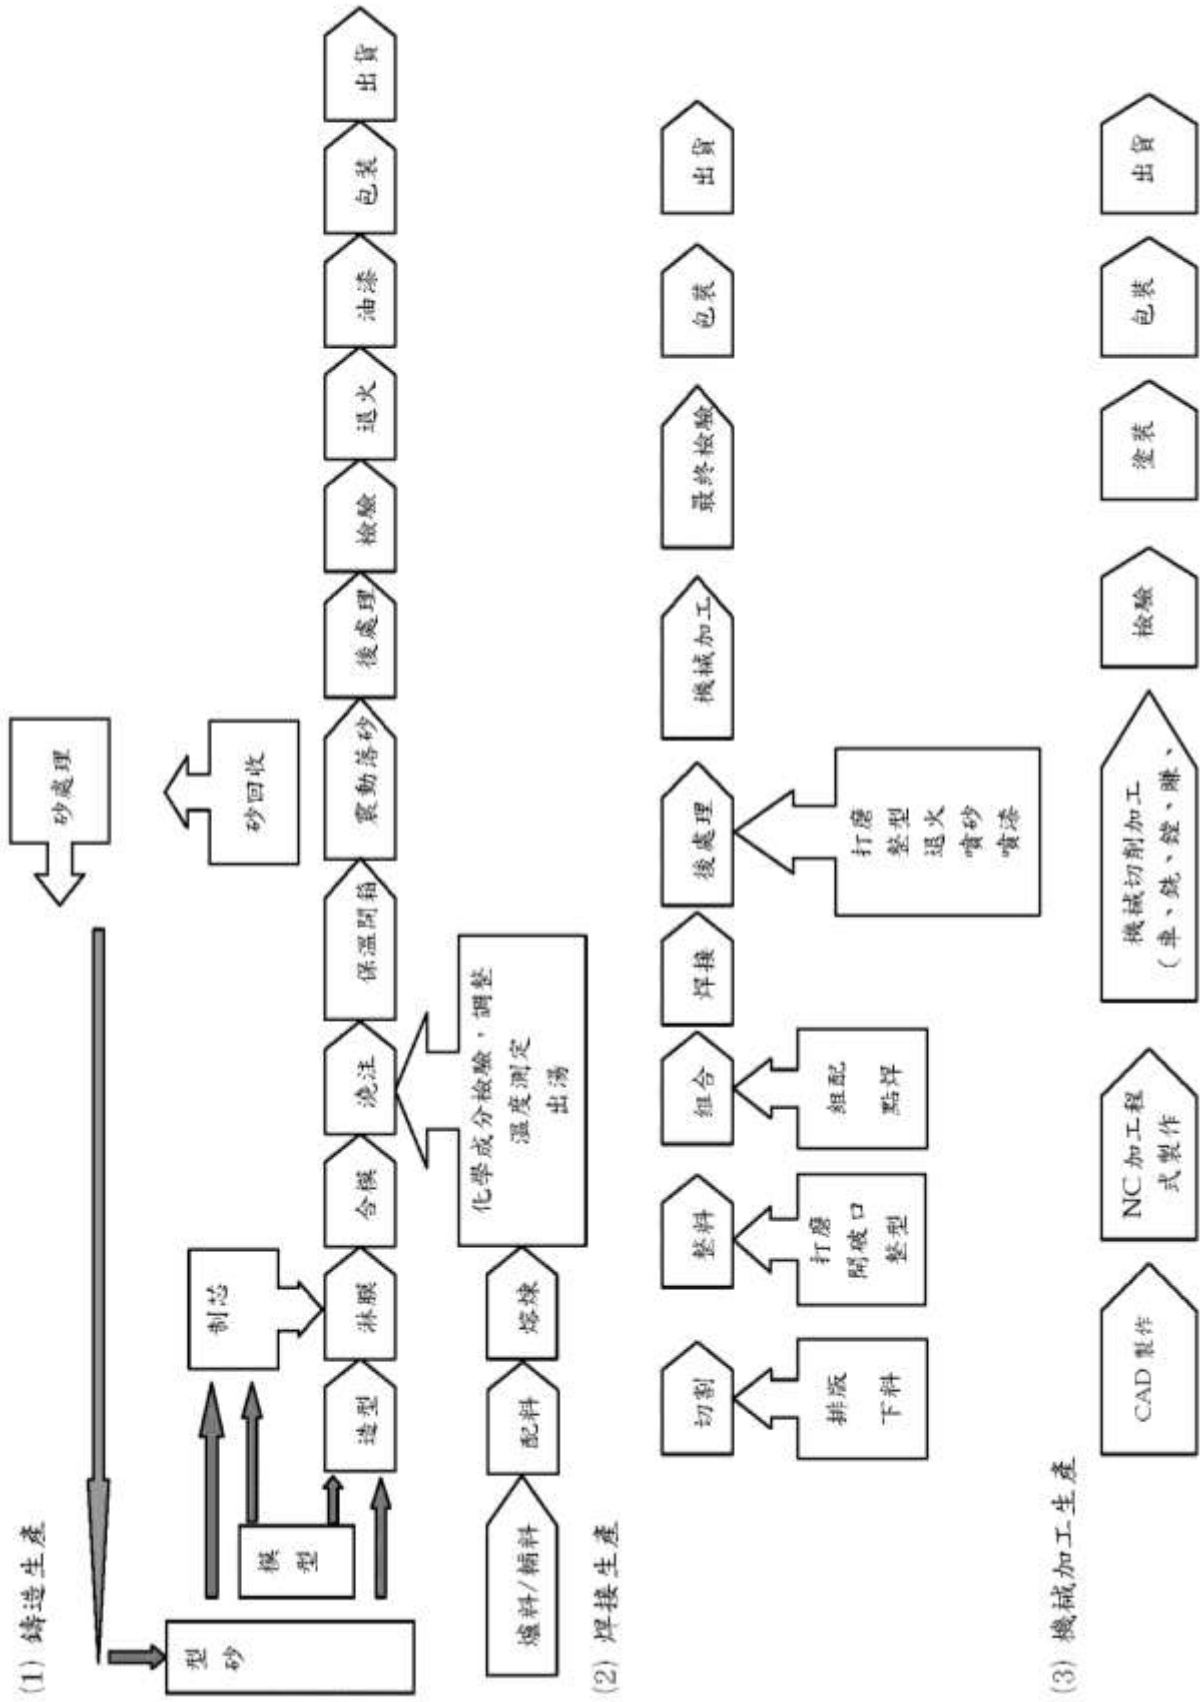 (1) 鑄造生產
砂處理
砂回收
制芯
模
型
型
砂
造型
淋膜
合模
澆注
保溫開箱
震動落砂
後處理
檢驗
退火
油漆
包裝
出貨
化學成分檢驗，調整
溫度測定
出湯
爐料/輔料
配料
熔煉
(2) 焊接生產
切割
整料
組合
焊接
後處理
機械加工
最終檢驗
包裝
出貨
排版
下料
打磨
開破口
整型
組配
點焊
打磨
整型
退火
噴砂
噴漆
(3) 機械加工生產
CAD 製作
NC 加工程
式製作
機械切削加工
（車、銑、鏜、賺、
檢驗
塗裝
包裝
出貨